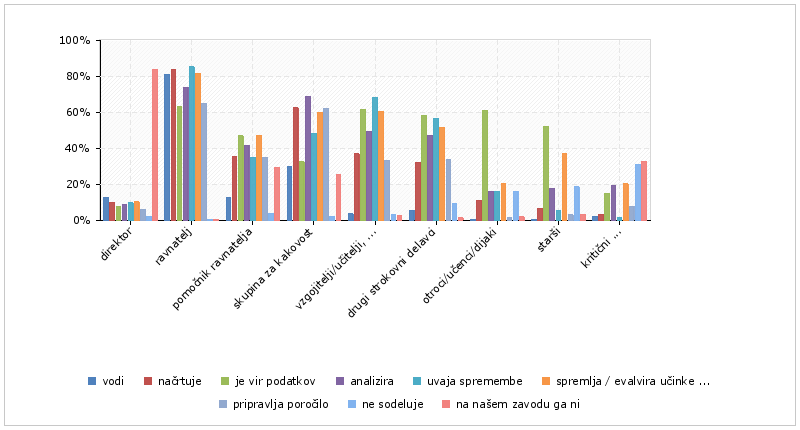 100%
80%
60%
40%
20%
0%
direktor
ravnatelj
pomočnik ravnatelja
skupina za kakovost
vzgojitelji/učitelji, ...
drugi strokovni delavci
otroci/učenci/dijaki
starši
kritični ...
vodi načrtuje je vir podatkov analizira uvaja spremembe spremlja / evalvira učinke ...
pripravlja poročilo ne sodeluje na našem zavodu ga ni